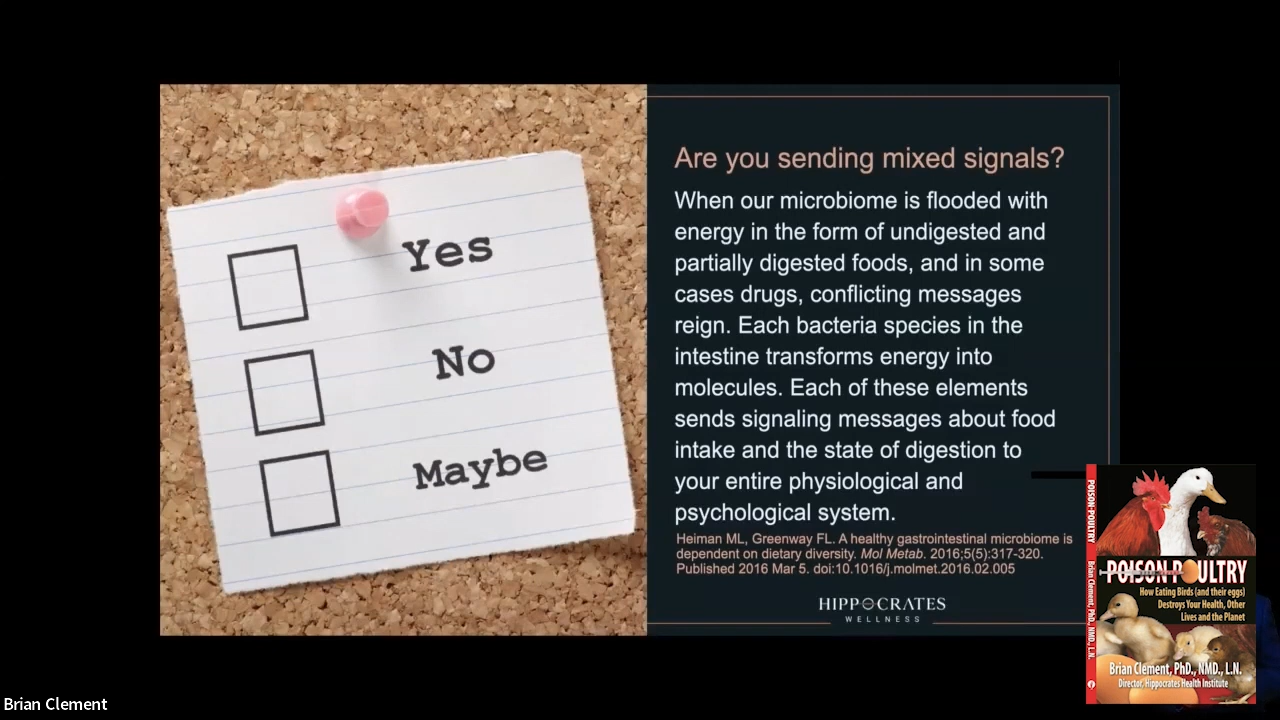 Yes
No
Maybe
Are you sending mixed signals?
When our microbiome is flooded with
energy in the form of undigested and
partially digested foods, and in some
cases drugs, conflicting messages
reign. Each bacteria species in the
intestine transforms energy into
molecules. Each of these elements
sends signaling messages about food
intake and the state of digestion to
your entire physiological and
psychological system.
Heiman ML, Greenway FL. A healthy gastrointestinal microbiome is
dependent on dietary diversity. Mol Metab. 2016;5(5):317-320.
Published 2016 Mar 5. doi:10.1016/j.molmet.2016.02.005
HIPPOCRATES
WELLNESS
POISON-POULTRY
Brian Clement, PhD, NMD, L.N.
POISON POULTRY
How Eating Birds (and their eggs)
Destroys Your Health, Other
Lives and the Planet
Brian Clement, PhD., NMD., L.N.
Director, Hippocrates Health Institute
Brian Clement